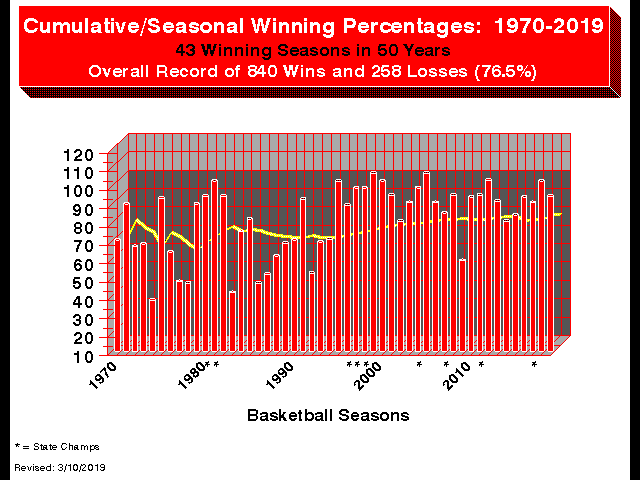 Cumulative/Seasonal Winning Percentages: 1970-2019
43 Winning Seasons in 50 Years
Overall Record of 840 Wins and 258 Losses (76.5%)
120
110
100
90
80
70
60
50
40
30
20
10
1970 1980 ** 1990 *** 2000 * * 2010 * *
Basketball Seasons
* = State Champs
Revised: 3/10/2019